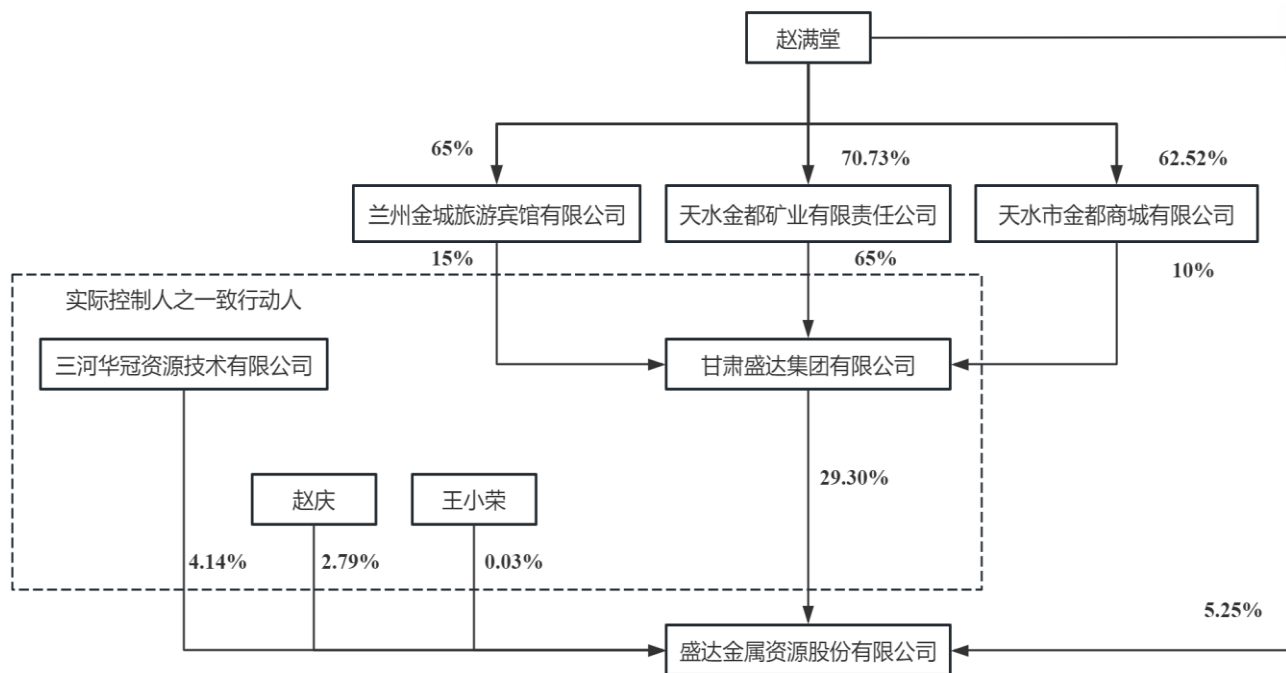 赵满堂
65%
70.73%
62.52%
兰州金城旅游宾馆有限公司
天水金都矿业有限责任公司
天水市金都商城有限公司
15%
65%
10%
实际控制人之一致行动人
三河华冠资源技术有限公司
甘肃盛达集团有限公司
29.30%
赵庆
王小荣
4.14%
2.79%
0.03%
5.25%
盛达金属资源股份有限公司